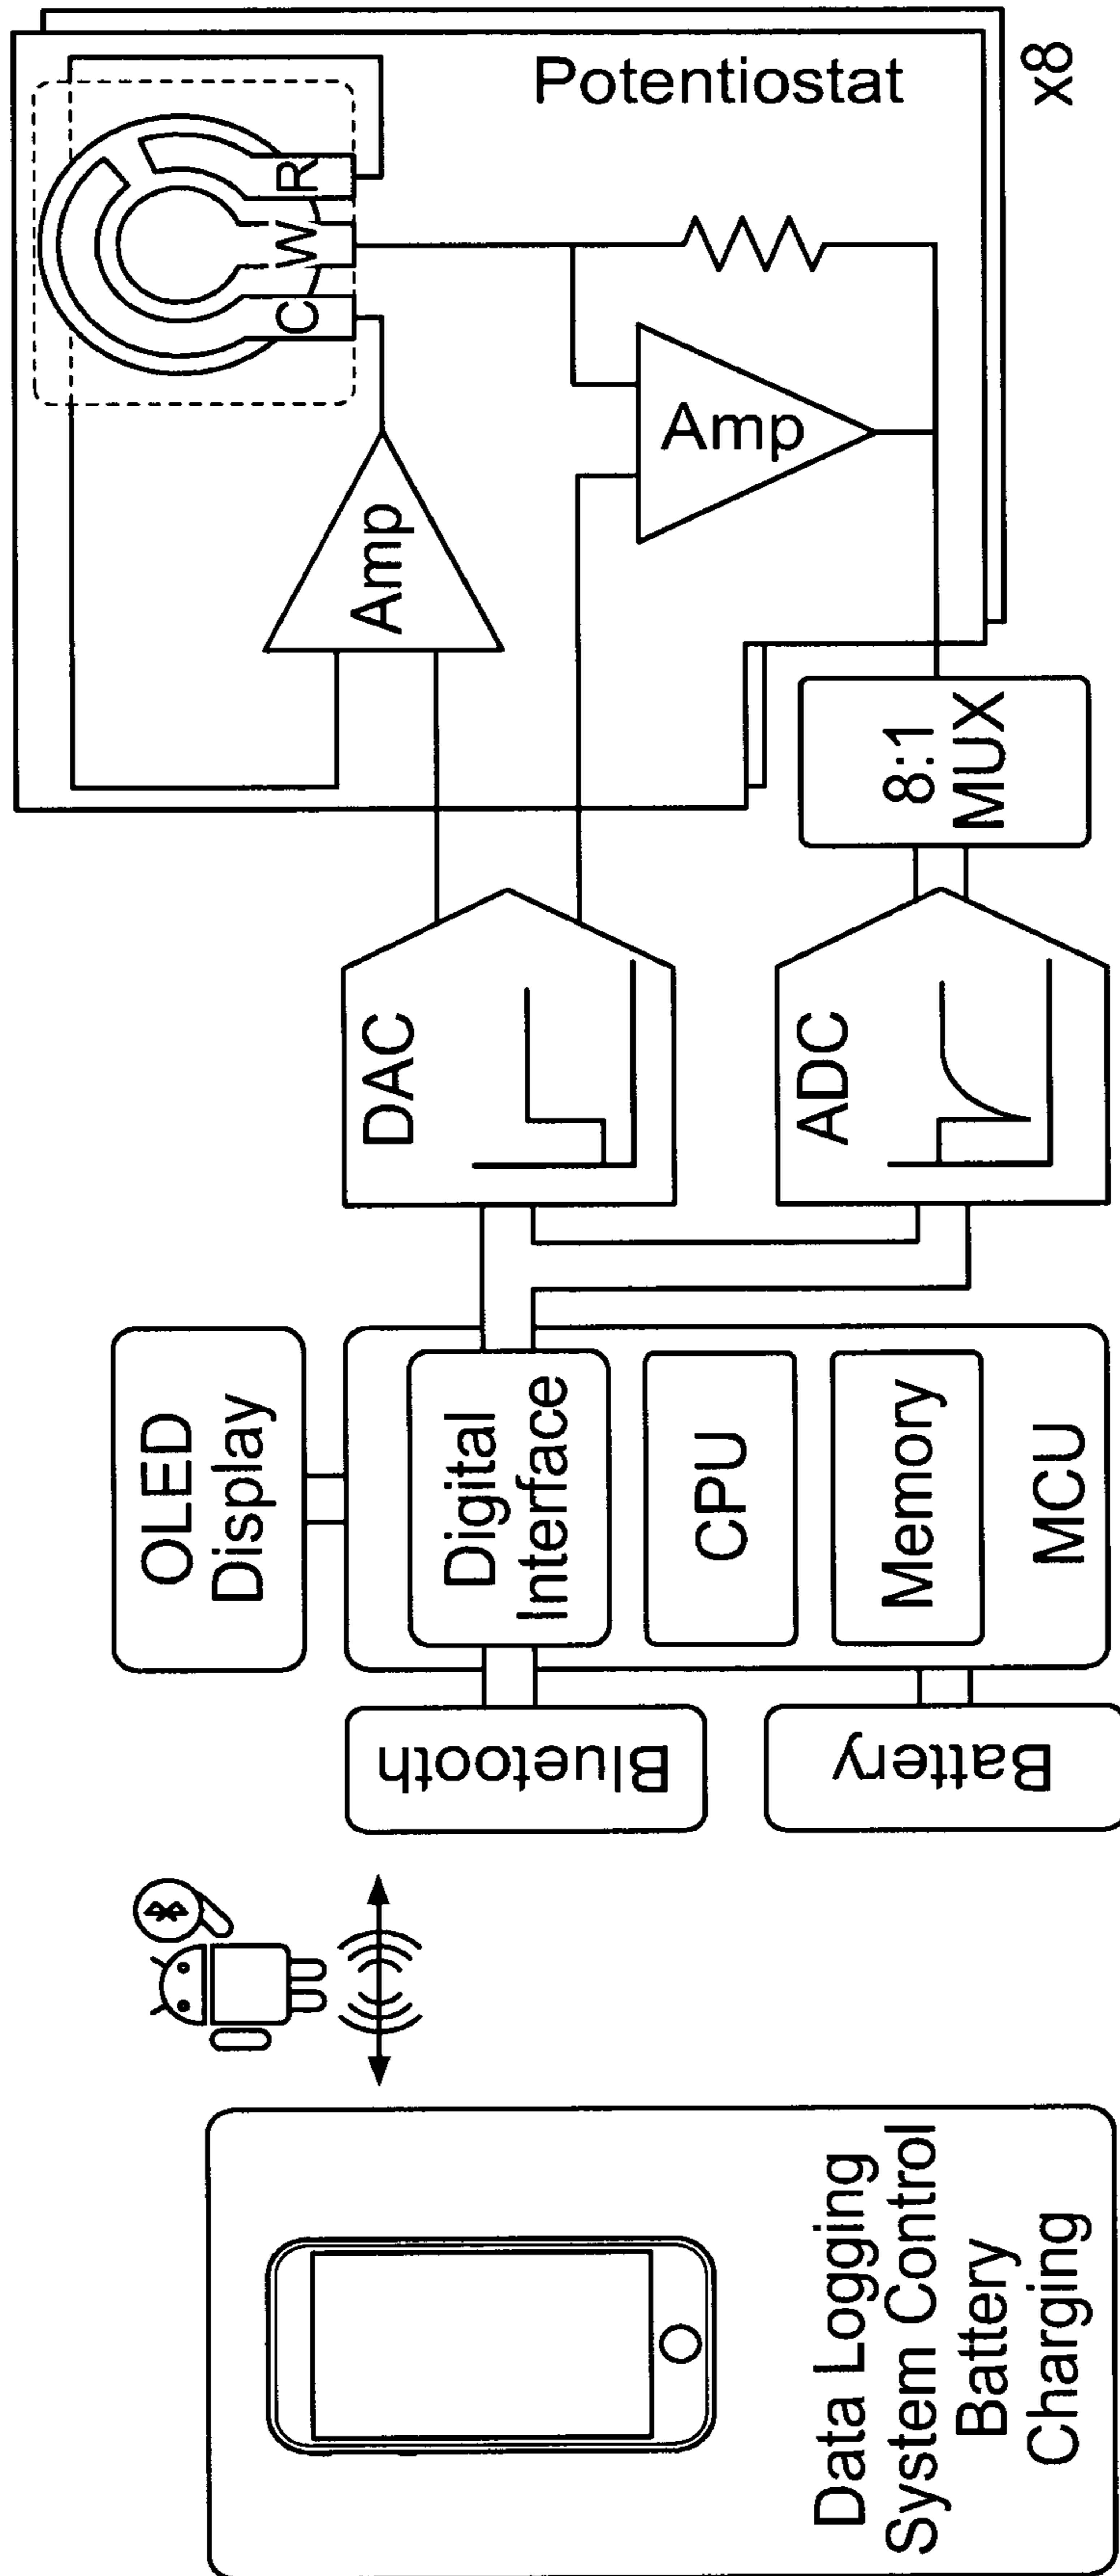 Data Logging
System Control
Battery
Charging
Bluetooth
Battery
OLED
Display
Digital
Interface
CPU
Memory
MCU
DAC
ADC
8:1
MUX
Amp
Amp
C
W
R
Potentiostat
x8